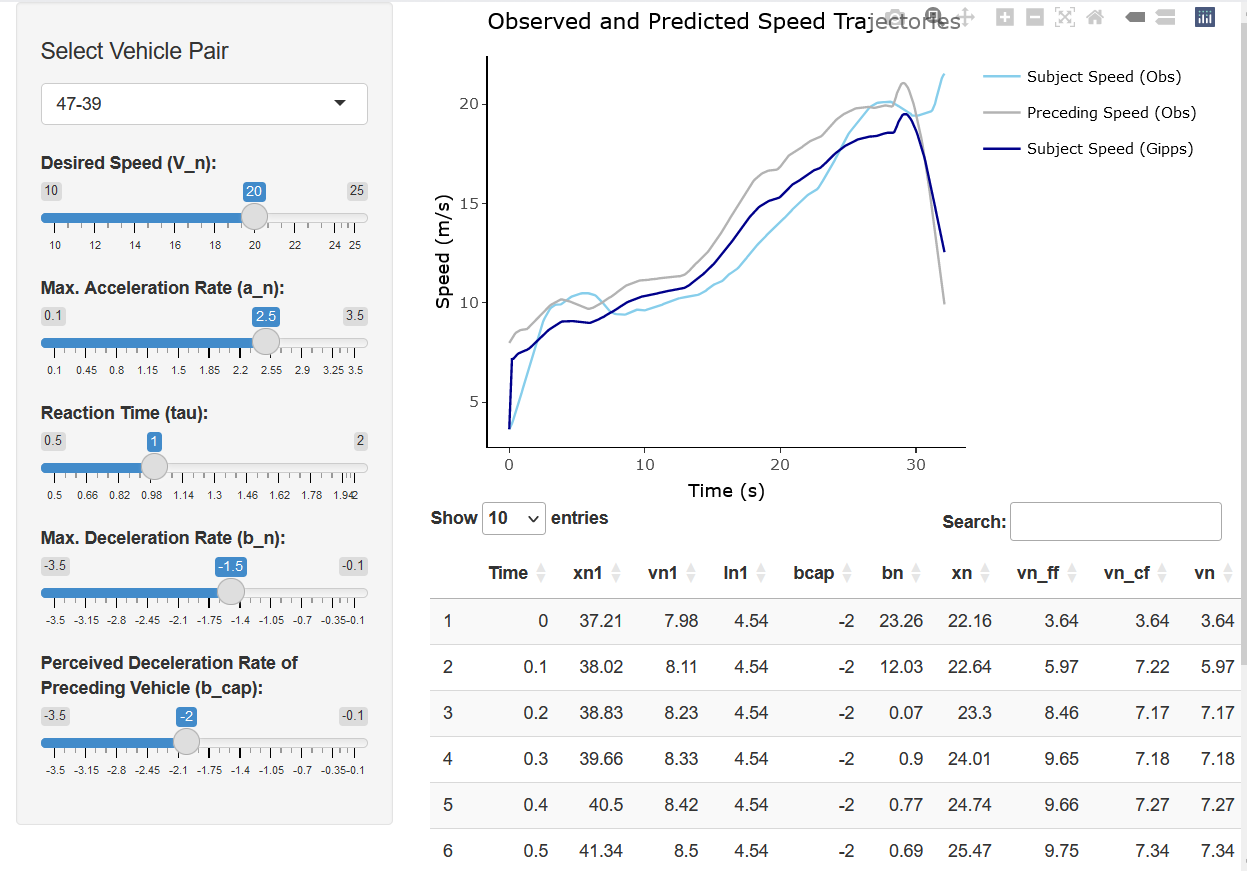 Observed and Predicted Speed Trajectories
Select Vehicle Pair
47-39
Desired Speed (V_n):
10 20 25
10 12 14 16 18 20 22 24 25
Max. Acceleration Rate (a_n):
0.1 2.5 3.5
0.1 0.45 0.8 1.15 1.5 1.85 2.2 2.55 2.9 3.25 3.5
Reaction Time (tau):
0.5 1 2
0.5 0.66 0.82 0.98 1.14 1.3 1.46 1.62 1.78 1.94 2
Max. Deceleration Rate (b_n):
-3.5 -1.5 -0.1
-3.5 -3.15 -2.8 -2.45 -2.1 -1.75 -1.4 -1.05 -0.7 -0.35 -0.1
Perceived Deceleration Rate of
Preceding Vehicle (b_cap):
-3.5 -2 -0.1
-3.5 -3.15 -2.8 -2.45 -2.1 -1.75 -1.4 -1.05 -0.7 -0.35 -0.1
Subject Speed (Obs)
Preceding Speed (Obs)
Subject Speed (Gipps)
Speed (m/s)
20
15
10
5
0 10 20 30
Time (s)
Show 10 entries
Search:
Time xn1 vn1 ln1 bcap bn xn vn_ff vn_cf vn
1 0 37.21 7.98 4.54 -2 23.26 22.16 3.64 3.64 3.64
2 0.1 38.02 8.11 4.54 -2 12.03 22.64 5.97 7.22 5.97
3 0.2 38.83 8.23 4.54 -2 0.07 23.3 8.46 7.17 7.17
4 0.3 39.66 8.33 4.54 -2 0.9 24.01 9.65 7.18 7.18
5 0.4 40.5 8.42 4.54 -2 0.77 24.74 9.66 7.27 7.27
6 0.5 41.34 8.5 4.54 -2 0.69 25.47 9.75 7.34 7.34